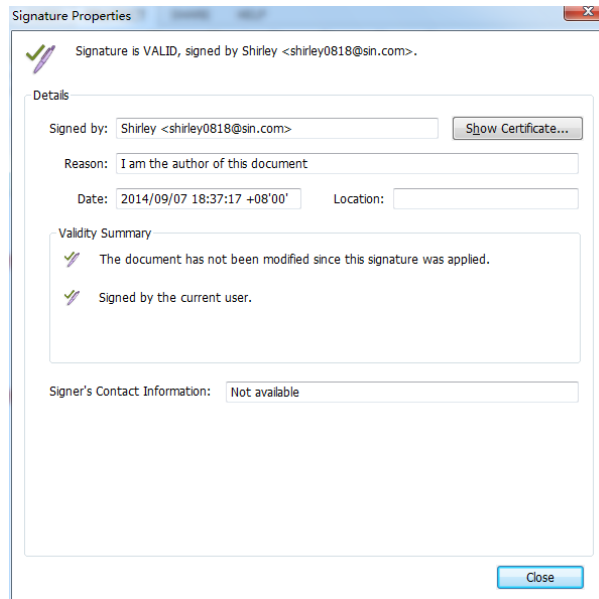 Signature Properties
SHARE HELP
Signature is VALID, signed by Shirley <shirley0818@sin.com>.
Details
Signed by: Shirley <shirley0818@sin.com> Show Certificate...
Reason: I am the author of this document
Date: 2014/09/07 18:37:17 +08'00' Location:
Validity Summary
The document has not been modified since this signature was applied.
Signed by the current user.
Signer's Contact Information: Not available
Close